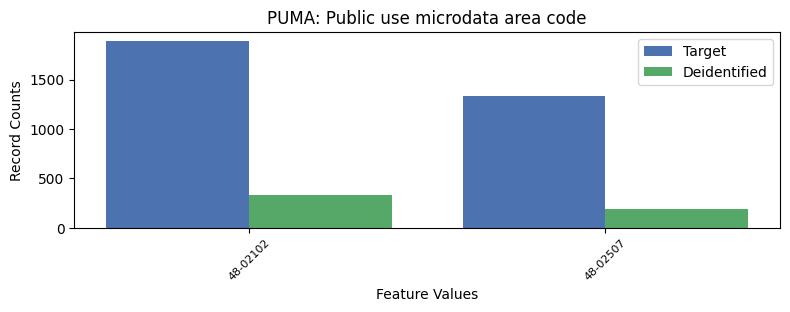 PUMA: Public use microdata area code
Target
Deidentified
Record Counts
1500
1000
500
0
48-02102
48-02507
Feature Values